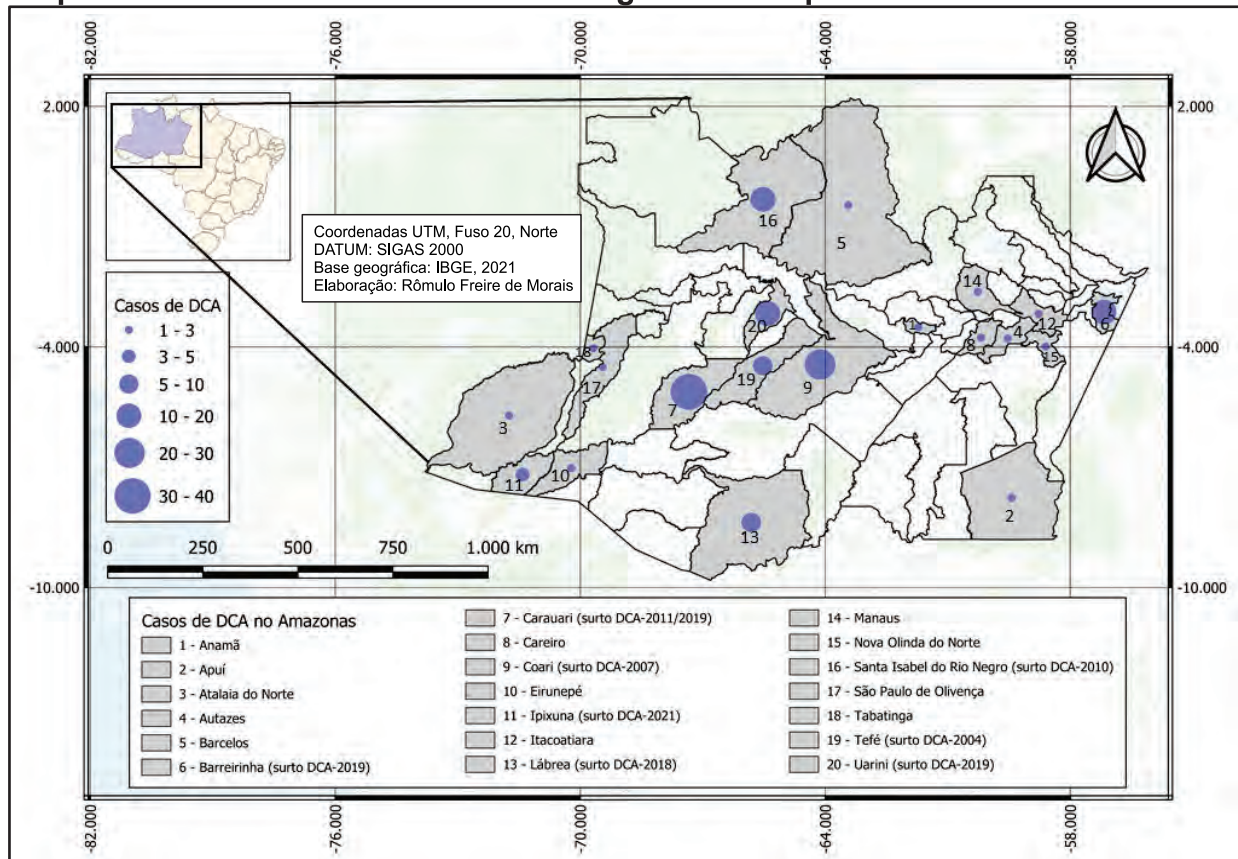 -82.000
-76.000
-70.000
-64.000
-58.000
2.000
2.000
Coordenadas UTM, Fuso 20, Norte
DATUM: SIGAS 2000
Base geográfica: IBGE, 2021
Elaboração: Rômulo Freire de Morais
Casos de DCA
1 - 3
3 - 5
5 - 10
10 - 20
20 - 30
30 - 40
16
5
14
1
12
6
8
4
15
20
18
17
19
9
7
3
11
10
13
2
-4.000
-4.000
0
250
500
750
1.000 km
-10.000
-10.000
Casos de DCA no Amazonas
1 - Anamã
2 - Apuí
3 - Atalaia do Norte
4 - Autazes
5 - Barcelos
6 - Barreirinha (surto DCA-2019)
7 - Carauari (surto DCA-2011/2019)
8 - Careiro
9 - Coari (surto DCA-2007)
10 - Eirunepé
11 - Ipixuna (surto DCA-2021)
12 - Itacoatiara
13 - Lábrea (surto DCA-2018)
14 - Manaus
15 - Nova Olinda do Norte
16 - Santa Isabel do Rio Negro (surto DCA-2010)
17 - São Paulo de Olivença
18 - Tabatinga
19 - Tefé (surto DCA-2004)
20 - Uarini (surto DCA-2019)
-82.000
-76.000
-70.000
-64.000
-58.000